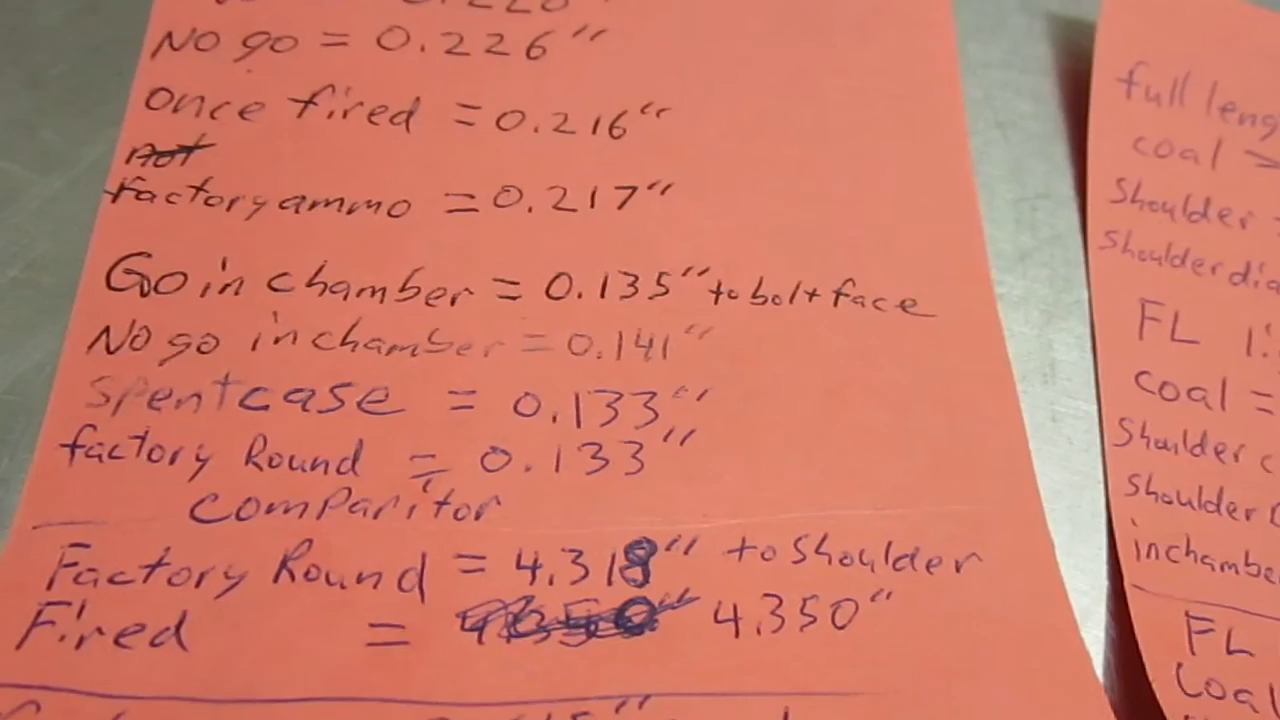 No go = 0.226"
Once fired = 0.216"
not
factory ammo = 0.217"
Go in chamber = 0.135" to bolt face
No go in chamber = 0.141"
spent case = 0.133"
factory Round = 0.133"
comparitor
Factory Round = 4.318" to shoulder
Fired = 4.350"
full leng
coal
Shoulder
shoulder dia
FL 1.
coal =
Shoulder c
shoulder
inchambe
FL
Coal